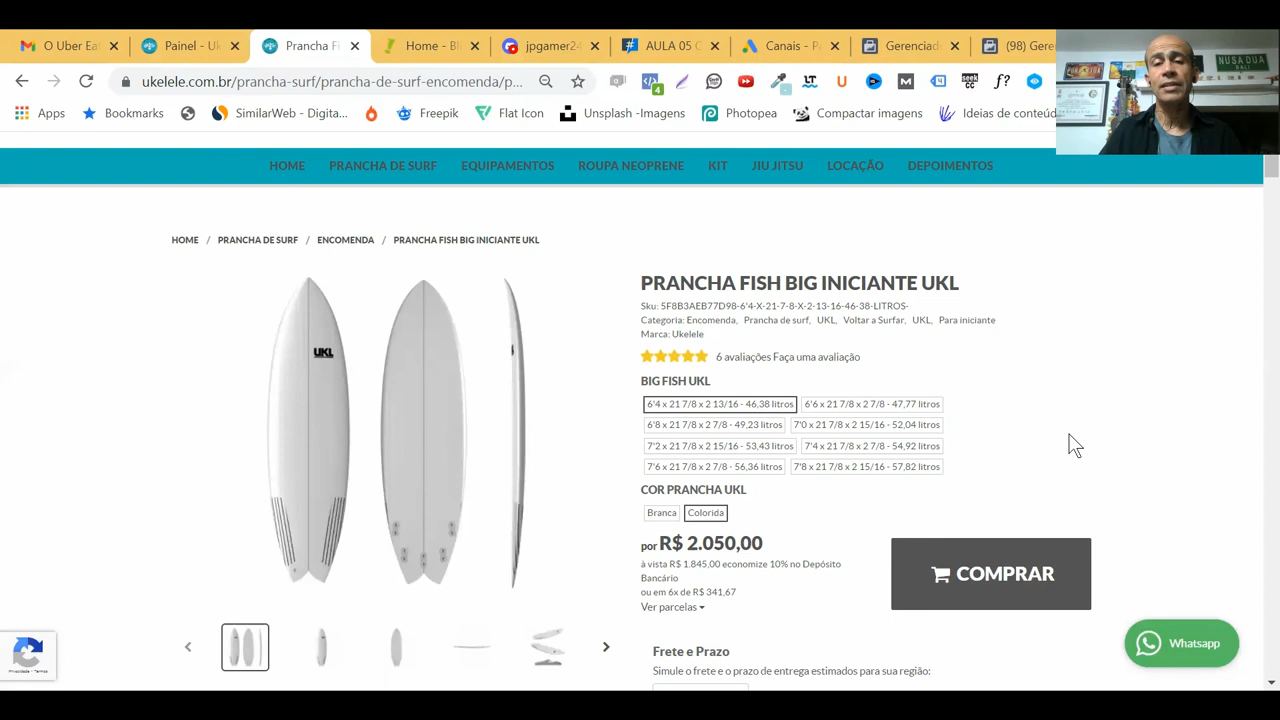 O Uber Eat
Painel - Uk
Prancha Fi
Home - Bl
jpgamer24
AULA 05 C
Canais - Pa
Gerenciad
(98) Gere
ukelele.com.br/prancha-surf/prancha-de-surf-encomenda/p...
Apps
Bookmarks
SimilarWeb - Digita...
Freepik
Flat Icon
Unsplash -Imagens
Photopea
Compactar imagens
Ideias de conteúd
NUSA DUA
BALI
HOME
PRANCHA DE SURF
EQUIPAMENTOS
ROUPA NEOPRENE
KIT
JIU JITSU
LOCAÇÃO
DEPOIMENTOS
HOME / PRANCHA DE SURF / ENCOMENDA / PRANCHA FISH BIG INICIANTE UKL
UKL
PRANCHA FISH BIG INICIANTE UKL
Sku: 5F8B3AEB77D98-6'4-X-21-7-8-X-2-13-16-46-38-LITROS-
Categoria: Encomenda, Prancha de surf, UKL, Voltar a Surfar, UKL, Para iniciante
Marca: Ukelele
6 avaliações Faça uma avaliação
BIG FISH UKL
6'4 x 21 7/8 x 2 13/16 - 46,38 litros
6'6 x 21 7/8 x 2 7/8 - 47,77 litros
6'8 x 21 7/8 x 2 7/8 - 49,23 litros
7'0 x 21 7/8 x 2 15/16 - 52,04 litros
7'2 x 21 7/8 x 2 15/16 - 53,43 litros
7'4 x 21 7/8 x 2 7/8 - 54,92 litros
7'6 x 21 7/8 x 2 7/8 - 56,36 litros
7'8 x 21 7/8 x 2 15/16 - 57,82 litros
COR PRANCHA UKL
Branca
Colorida
por R$ 2.050,00
à vista R$ 1.845,00 economize 10% no Depósito
Bancário
ou em 6x de R$ 341,67
Ver parcelas
COMPRAR
Frete e Prazo
Simule o frete e o prazo de entrega estimados para sua região:
Whatsapp
Privacidade - Termos